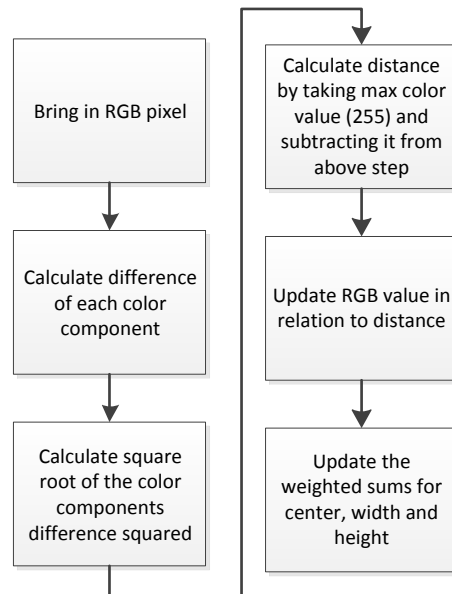 Bring in RGB pixel
Calculate difference
of each color
component
Calculate square
root of the color
components
difference squared
Calculate distance
by taking max color
value (255) and
subtracting it from
above step
Update RGB value in
relation to distance
Update the
weighted sums for
center, width and
height